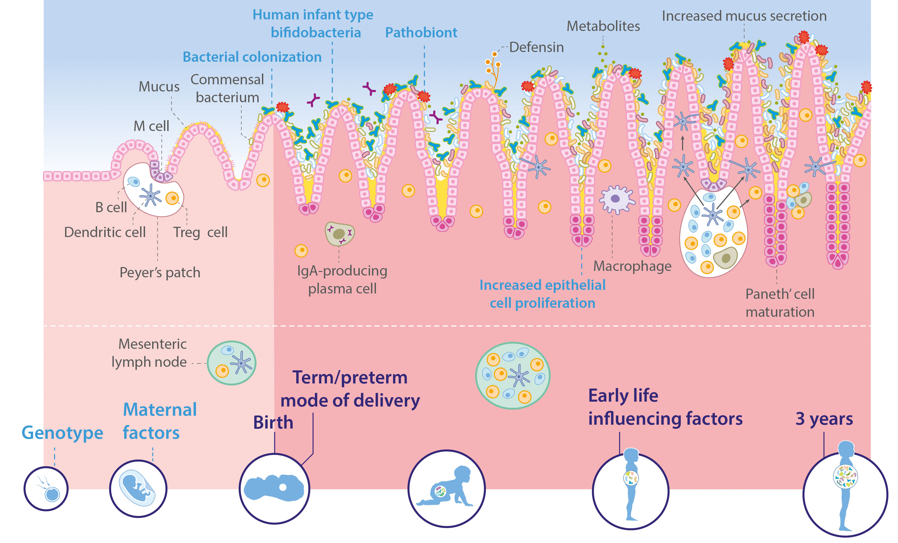 Human infant type
bifidobacteria
Pathobiont
Increased mucus secretion
Metabolites
Defensin
Bacterial colonization
Commensal
bacterium
Mucus
M cell
B cell
Dendritic cell
Treg cell
Peyer's patch
IgA-producing
plasma cell
Increased epithelial
cell proliferation
Macrophage
Paneth' cell
maturation
Mesenteric
lymph node
Genotype
Maternal
factors
Birth
Term/preterm
mode of delivery
Early life
influencing factors
3 years